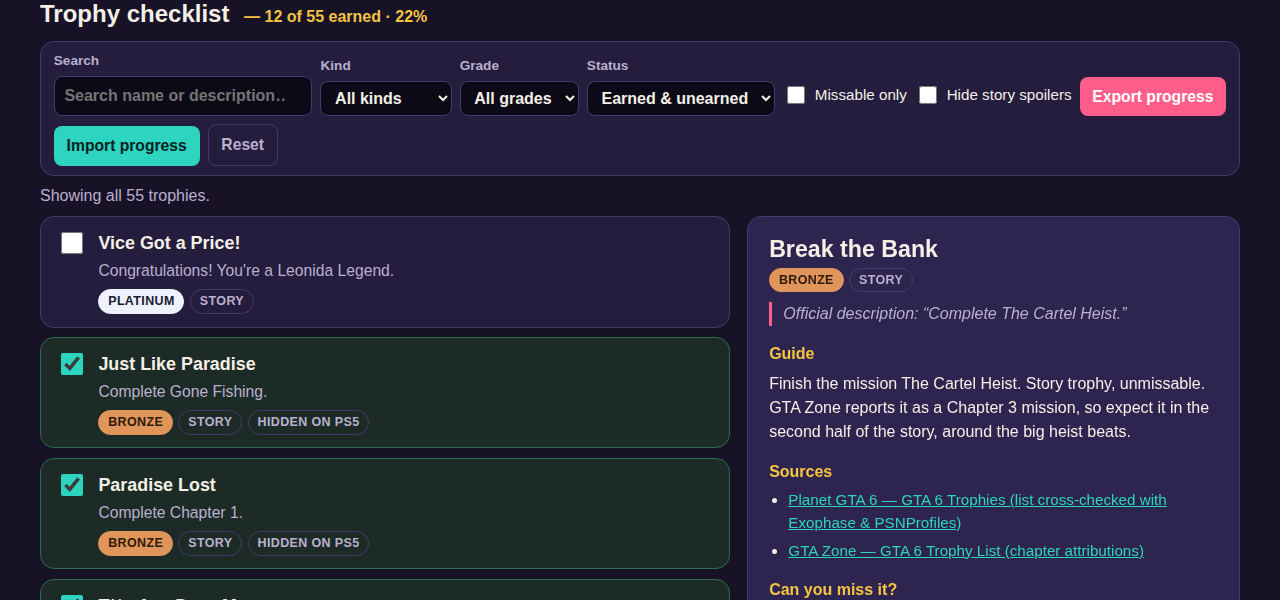 Trophy checklist — 12 of 55 earned · 22%
Search
Kind
Grade
Status
Search name or description..
All kinds
All grades
Earned & unearned
Missable only
Hide story spoilers
Export progress
Import progress
Reset
Showing all 55 trophies.
Vice Got a Price!
Congratulations! You're a Leonida Legend.
PLATINUM STORY
Just Like Paradise
Complete Gone Fishing.
BRONZE STORY HIDDEN ON PS5
Paradise Lost
Complete Chapter 1.
BRONZE STORY HIDDEN ON PS5
Break the Bank
BRONZE STORY
Official description: “Complete The Cartel Heist.”
Guide
Finish the mission The Cartel Heist. Story trophy, unmissable.
GTA Zone reports it as a Chapter 3 mission, so expect it in the
second half of the story, around the big heist beats.
Sources
Planet GTA 6 — GTA 6 Trophies (list cross-checked with
Exophase & PSNProfiles)
GTA Zone — GTA 6 Trophy List (chapter attributions)
Can you miss it?